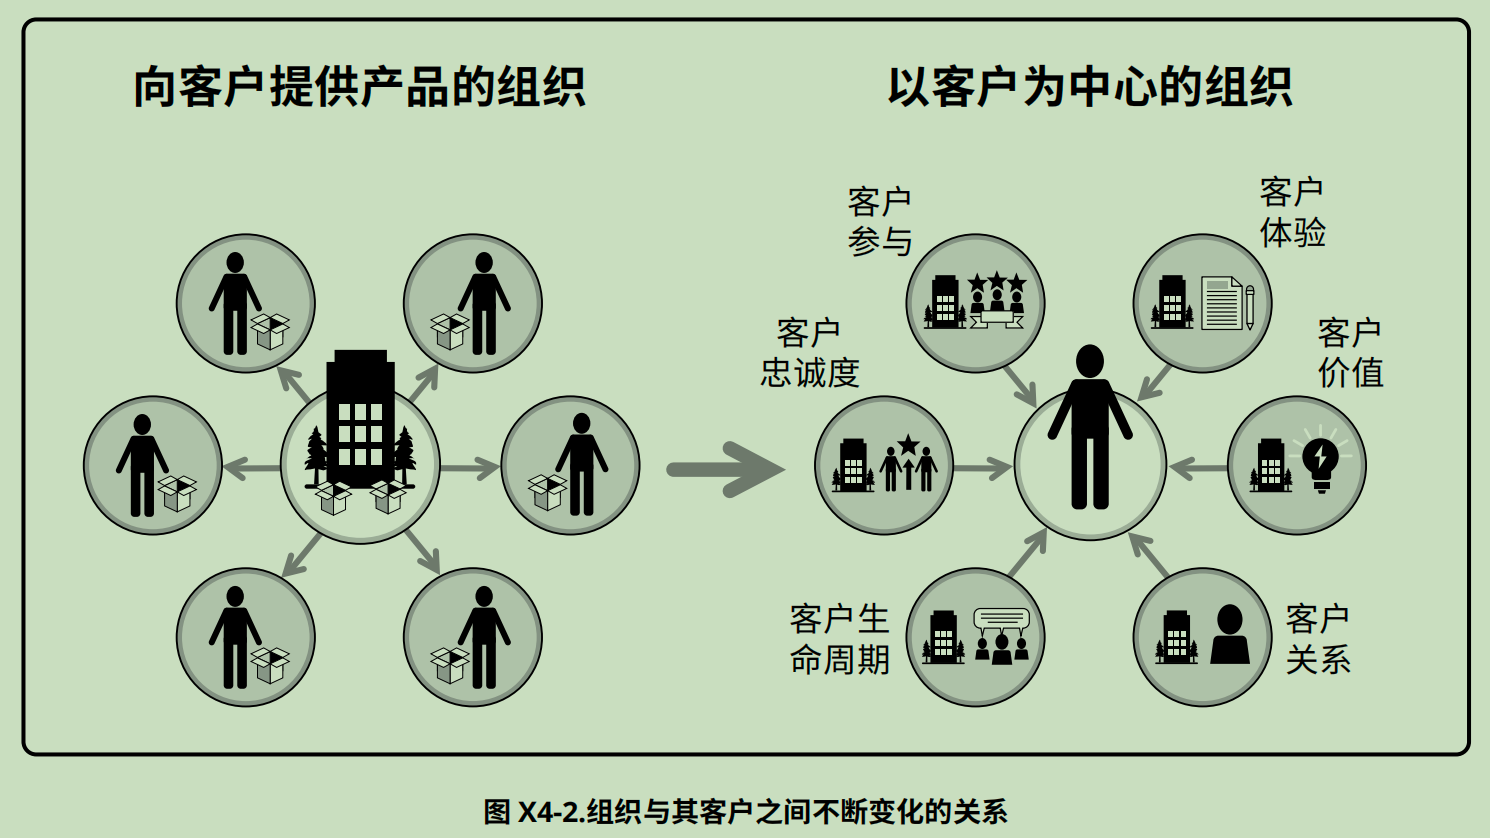 向客户提供产品的组织
以客户为中心的组织
客户
参与
客户
体验
客户
忠诚度
客户
价值
客户生
命周期
客户
关系
图 X4-2.组织与其客户之间不断变化的关系